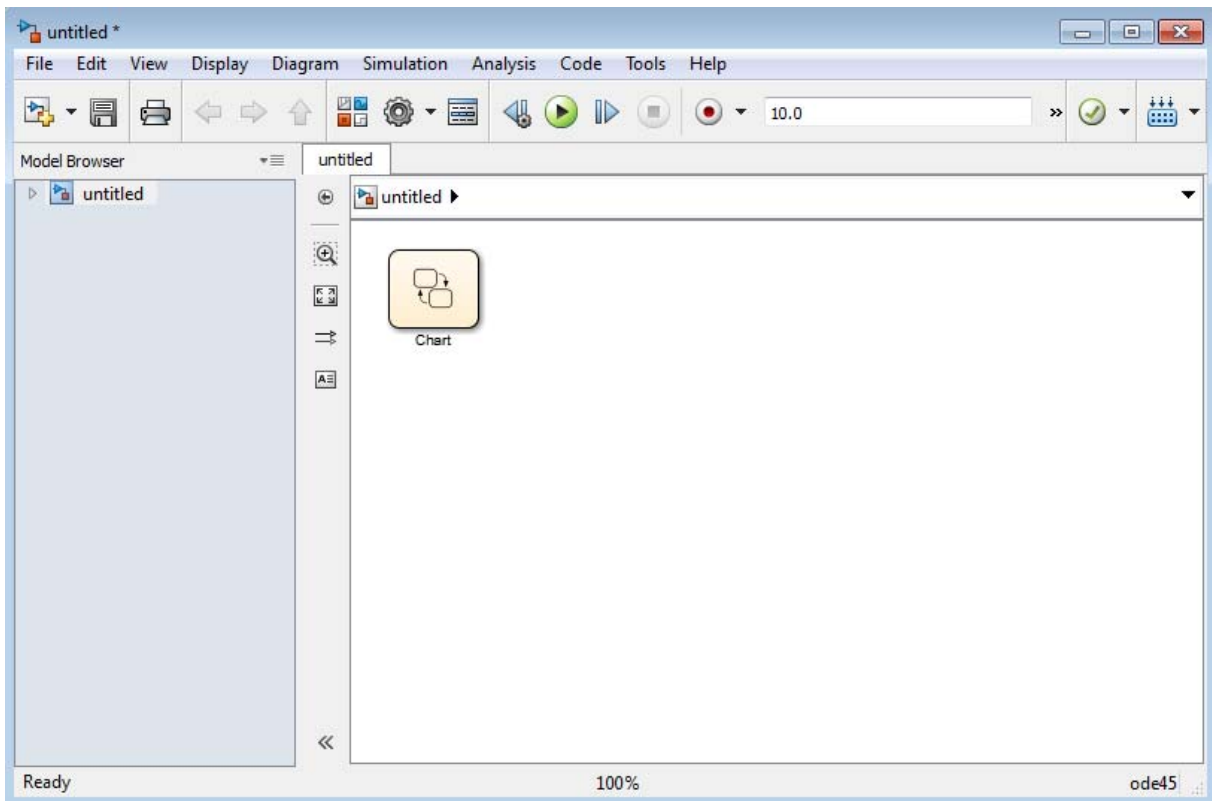 untitled *
File Edit View Display Diagram Simulation Analysis Code Tools Help
10.0
Model Browser
untitled
untitled
untitled
Chart
Ready
100%
ode45